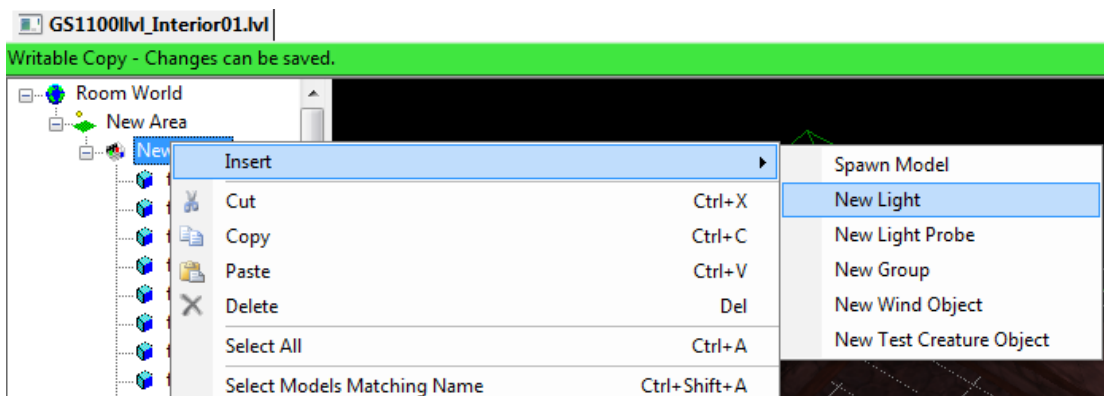 GS1100llvl_Interior01.lvl
Writable Copy - Changes can be saved.
Room World
New Area
New
Insert
Cut Ctrl+X
Copy Ctrl+C
Paste Ctrl+V
Delete Del
Select All Ctrl+A
Select Models Matching Name Ctrl+Shift+A
Spawn Model
New Light
New Light Probe
New Group
New Wind Object
New Test Creature Object